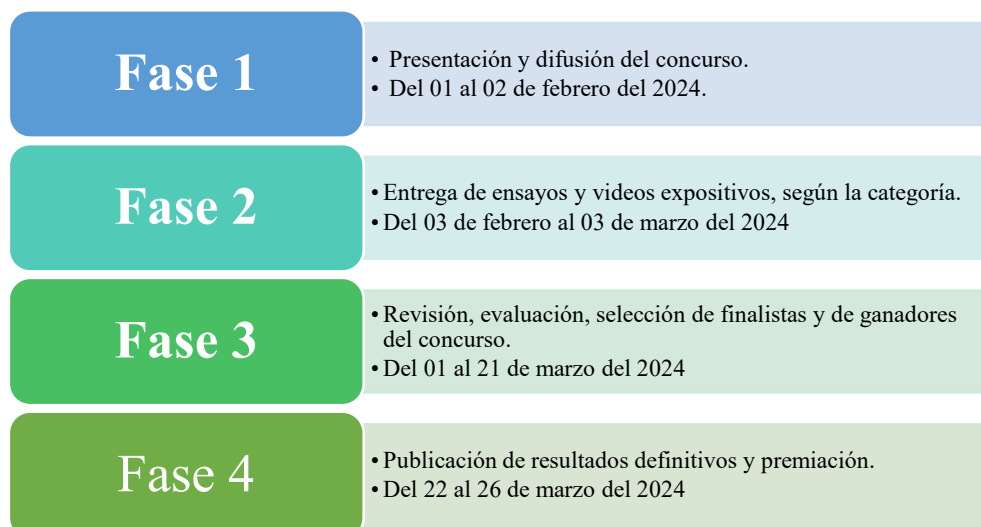 Fase 1
• Presentación y difusión del concurso.
• Del 01 al 02 de febrero del 2024.
Fase 2
• Entrega de ensayos y videos expositivos, según la categoría.
• Del 03 de febrero al 03 de marzo del 2024
Fase 3
• Revisión, evaluación, selección de finalistas y de ganadores
del concurso.
• Del 01 al 21 de marzo del 2024
Fase 4
• Publicación de resultados definitivos y premiación.
• Del 22 al 26 de marzo del 2024